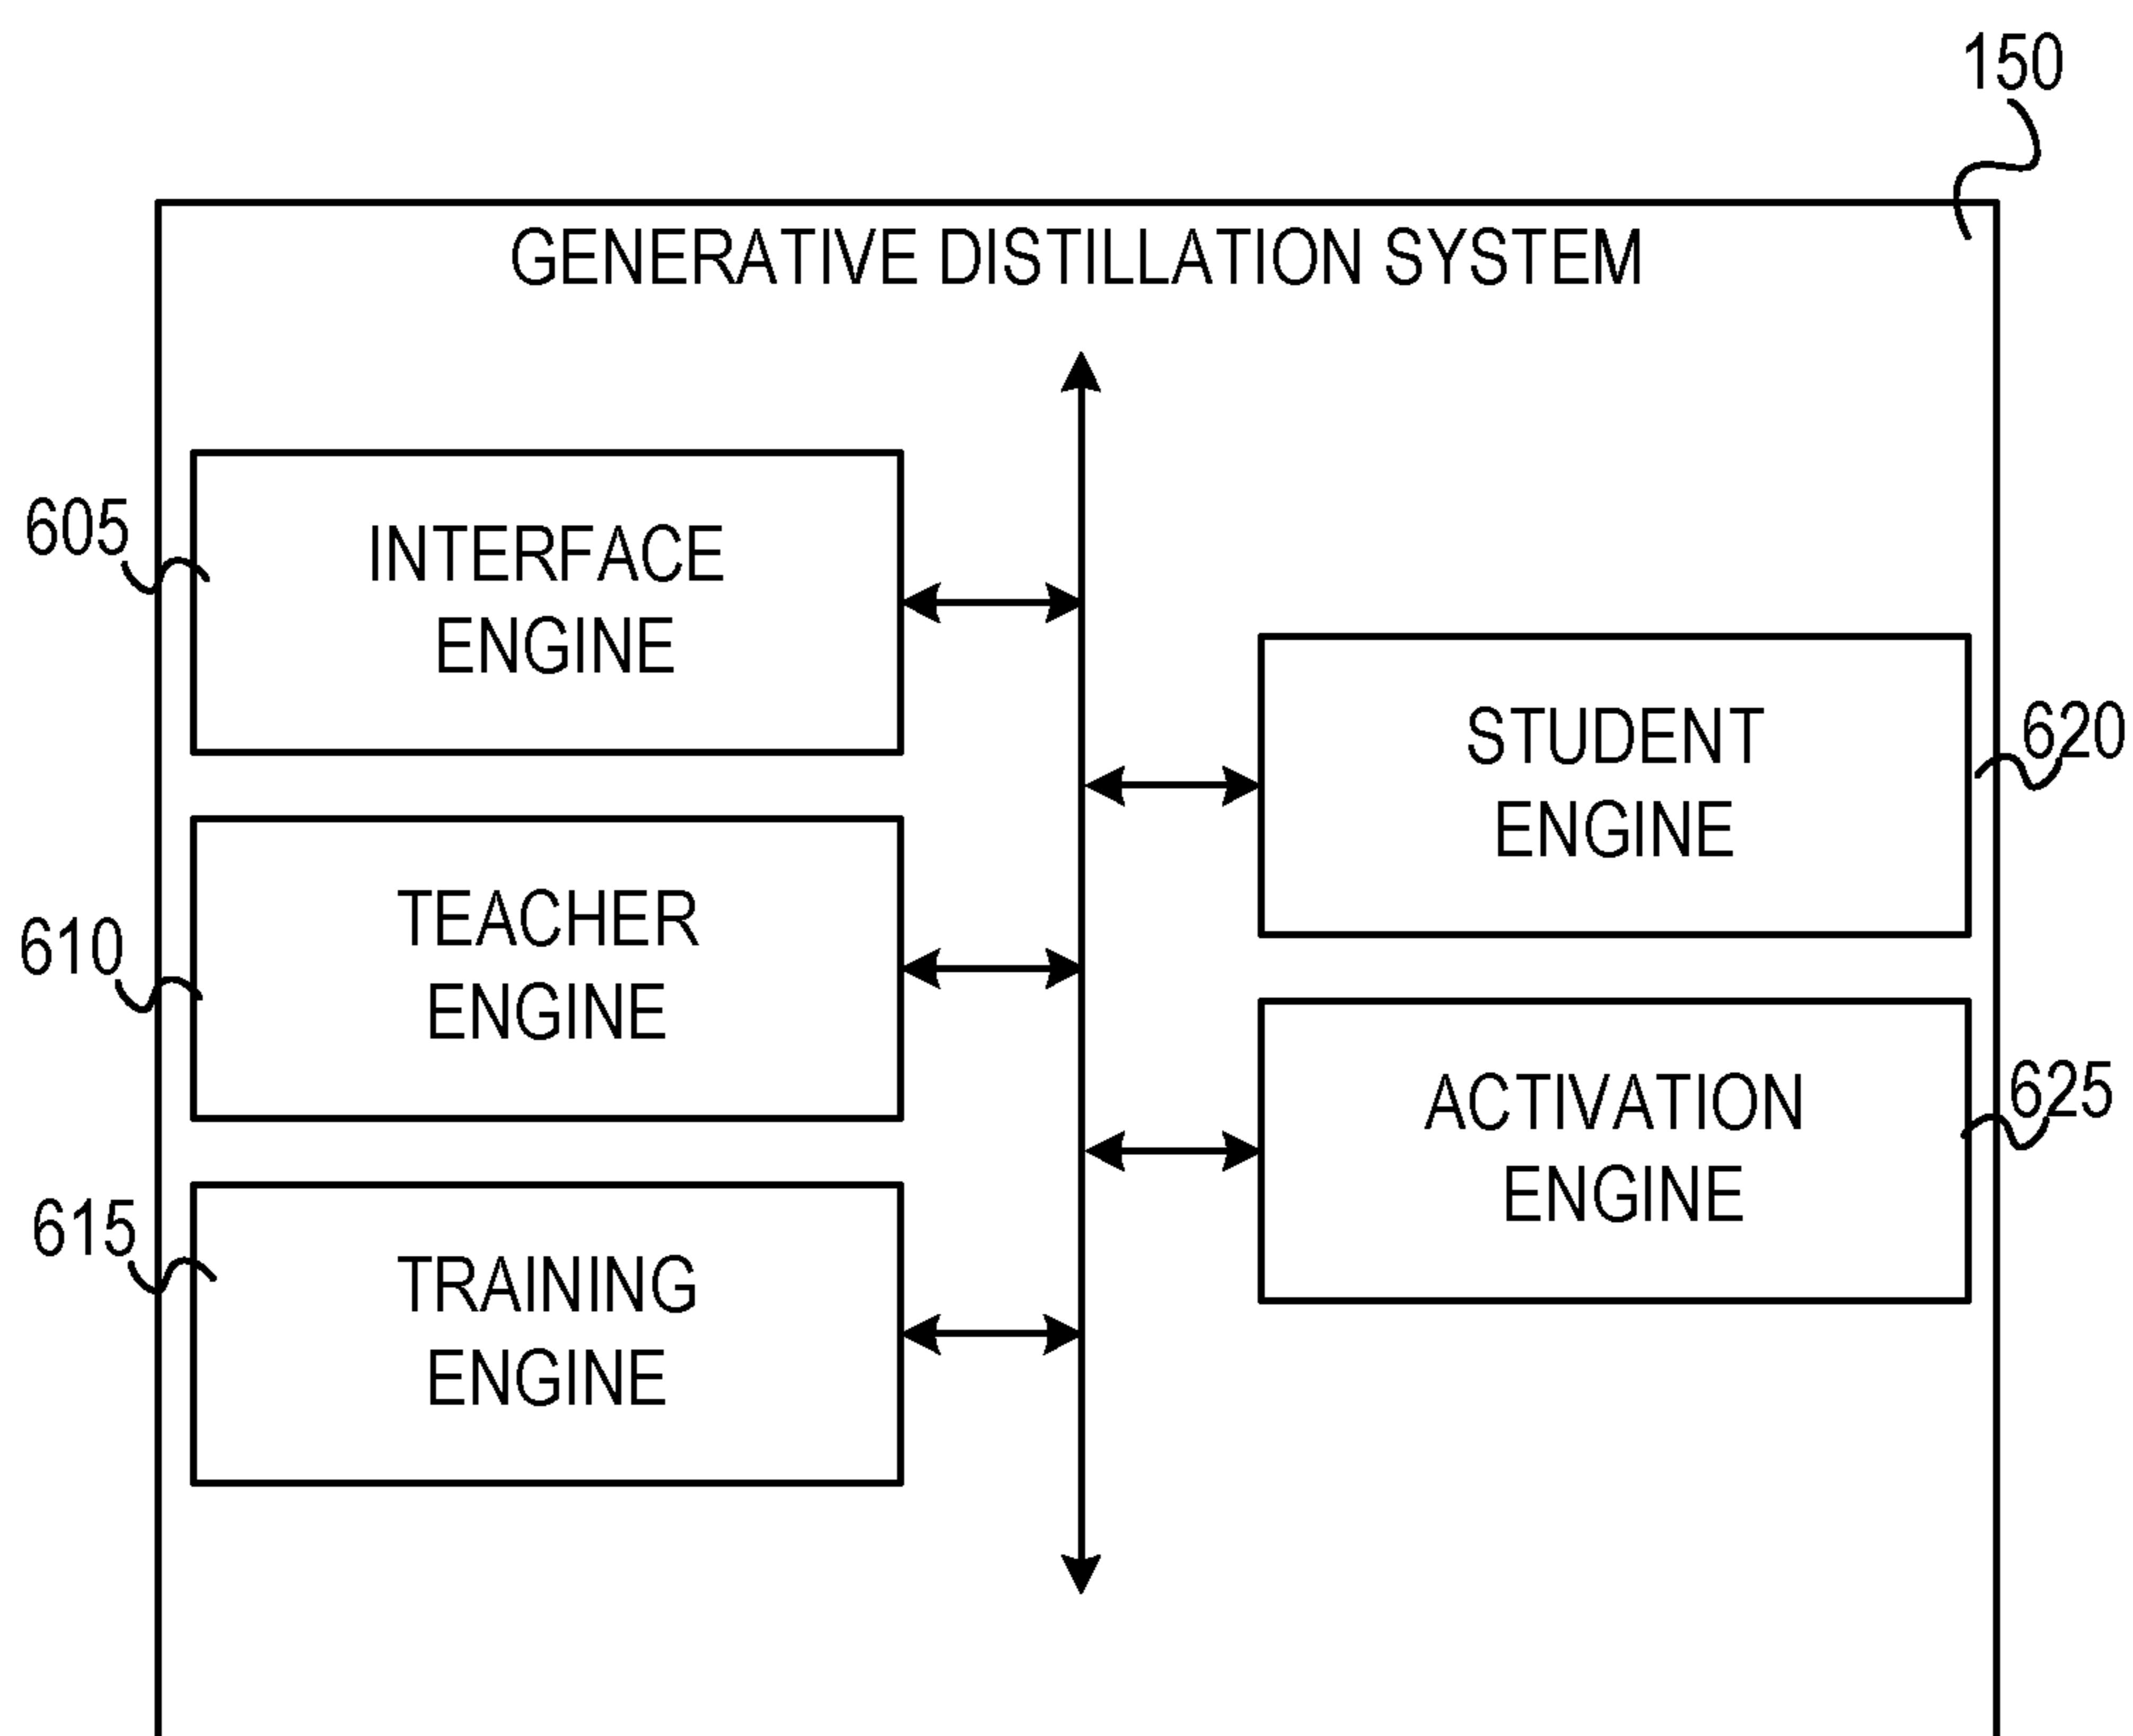 150
GENERATIVE DISTILLATION SYSTEM
605
INTERFACE
ENGINE
610
TEACHER
ENGINE
615
TRAINING
ENGINE
620
STUDENT
ENGINE
625
ACTIVATION
ENGINE